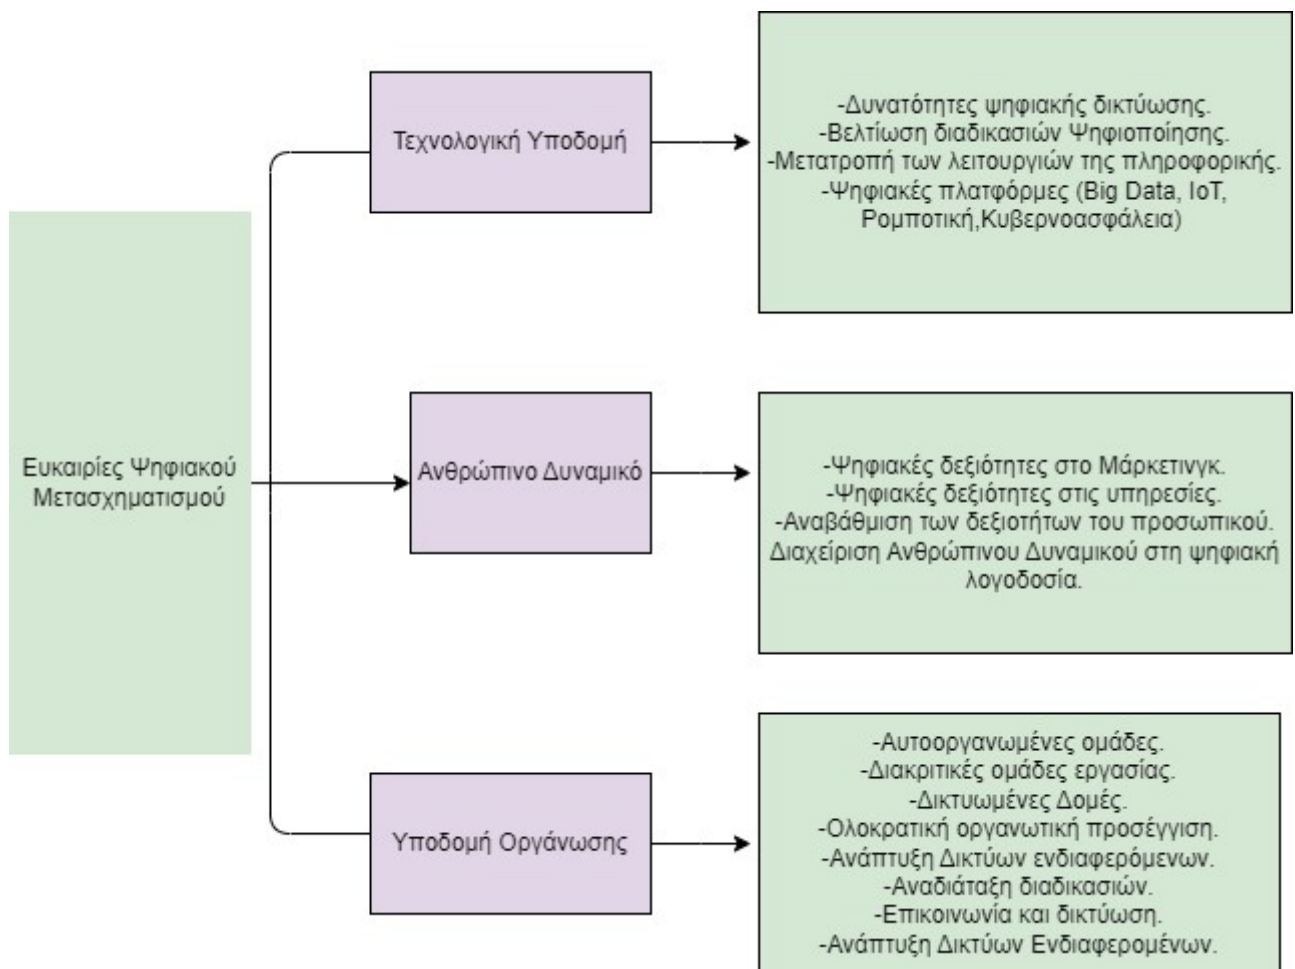 Ευκαιρίες Ψηφιακού
Μετασχηματισμού
Τεχνολογική Υποδομή
-Δυνατότητες ψηφιακής δικτύωσης.
-Βελτίωση διαδικασιών Ψηφιοποίησης.
-Μετατροπή των λειτουργιών της πληροφορικής.
-Ψηφιακές πλατφόρμες (Big Data, IoT,
Ρομποτική,Κυβερνοασφάλεια)
Ανθρώπινο Δυναμικό
-Ψηφιακές δεξιότητες στο Μάρκετινγκ.
-Ψηφιακές δεξιότητες στις υπηρεσίες.
-Αναβάθμιση των δεξιοτήτων του προσωπικού.
Διαχείριση Ανθρώπινου Δυναμικού στη ψηφιακή
λογοδοσία.
Υποδομή Οργάνωσης
-Αυτοοργανωμένες ομάδες.
-Διακριτικές ομάδες εργασίας.
-Δικτυωμένες Δομές.
-Ολοκρατική οργανωτική προσέγγιση.
-Ανάπτυξη Δικτύων ενδιαφερόμενων.
-Αναδιάταξη διαδικασιών.
-Επικοινωνία και δικτύωση.
-Ανάπτυξη Δικτύων Ενδιαφερομένων.